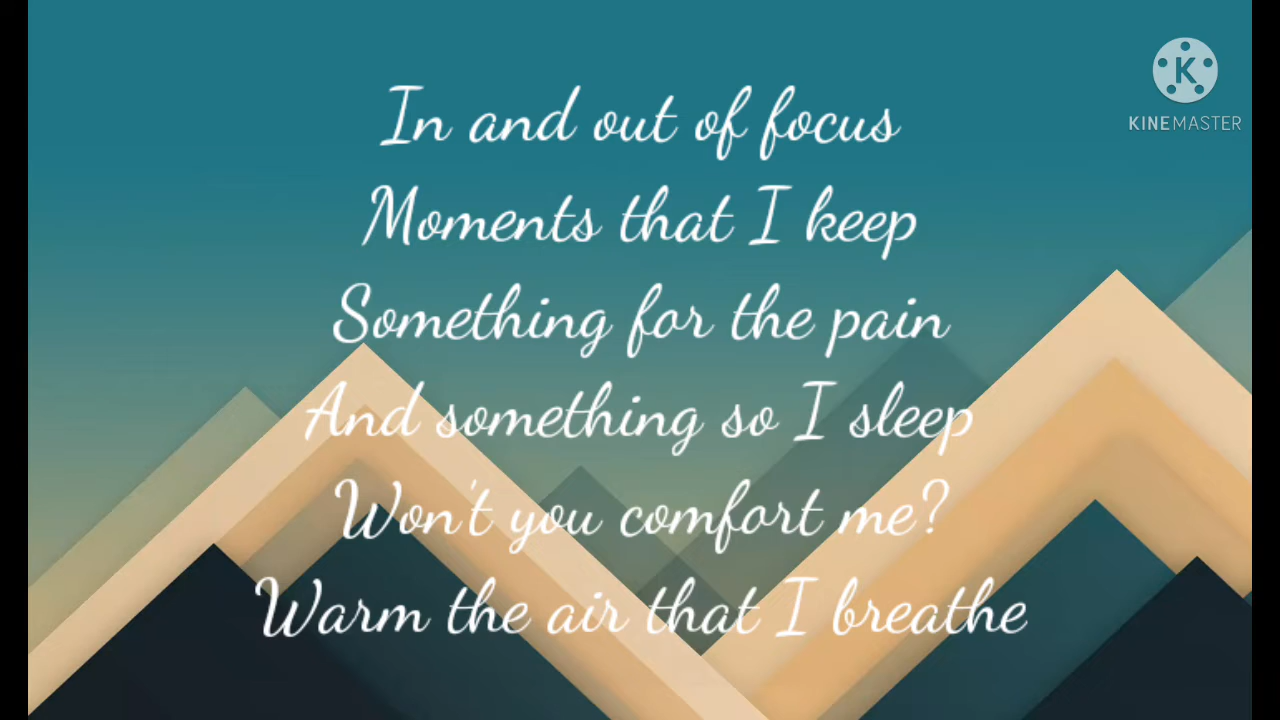 In and out of focus
Moments that I keep
Something for the pain
And something so I sleep
Won't you comfort me?
Warm the air that I breathe
K
KINEMASTER